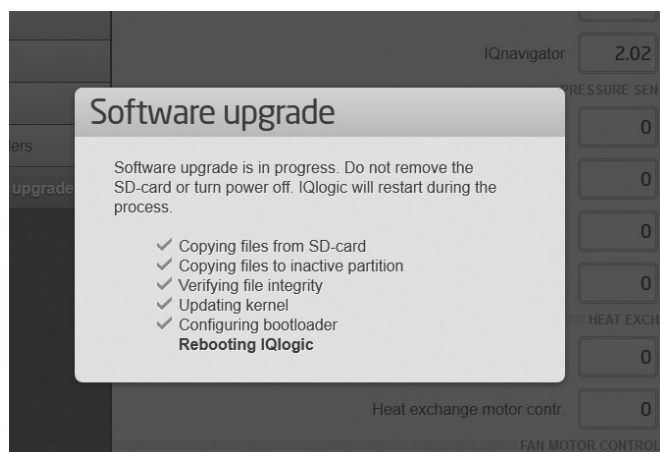 IQnavigator 2.02
PRESSURE SEN
0
Software upgrade
ers
Software upgrade is in progress. Do not remove the
upgrade
SD-card or turn power off. IQlogic will restart during the
0
process.
Copying files from SD-card
0
Copying files to inactive partition
Verifying file integrity
0
Updating kernel
Configuring bootloader
HEAT EXCH
Rebooting IQlogic
0
Heat exchange motor contr. 0
FAN MOTOR CONTROL